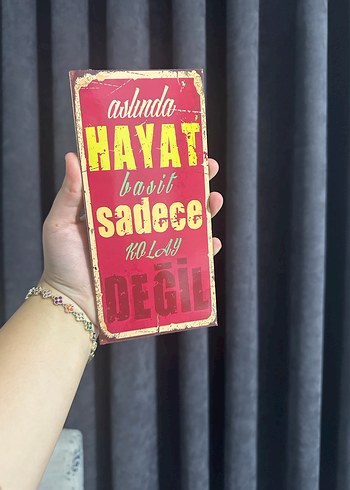 aslında
HAYAT
basit
sadece
KOLAY
DEĞİL